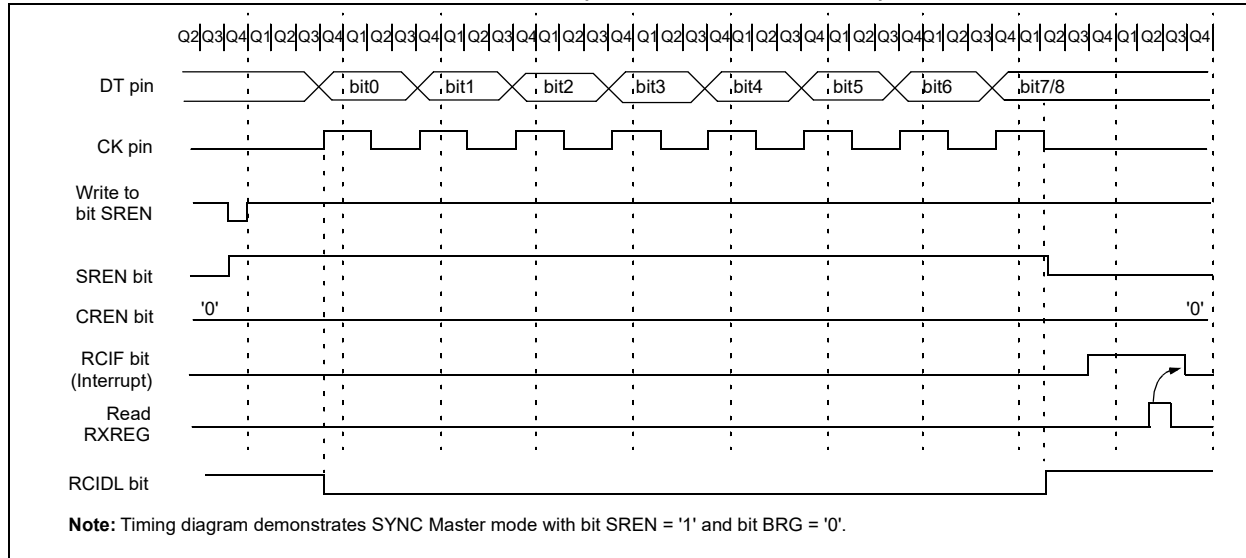 Q2 Q3 Q4 Q1 Q2 Q3 Q4 Q1 Q2 Q3 Q4 Q1 Q2 Q3 Q4 Q1 Q2 Q3 Q4 Q1 Q2 Q3 Q4 Q1 Q2 Q3 Q4 Q1 Q2 Q3 Q4 Q1 Q2 Q3 Q4 Q1 Q2 Q3 Q4 Q1 Q2 Q3 Q4
DT pin bit0 bit1 bit2 bit3 bit4 bit5 bit6 bit7/8
CK pin
Write to
bit SREN
SREN bit
CREN bit '0' '0'
RCIF bit
(Interrupt)
Read
RXREG
RCIDL bit
Note: Timing diagram demonstrates SYNC Master mode with bit SREN = '1' and bit BRG = '0'.